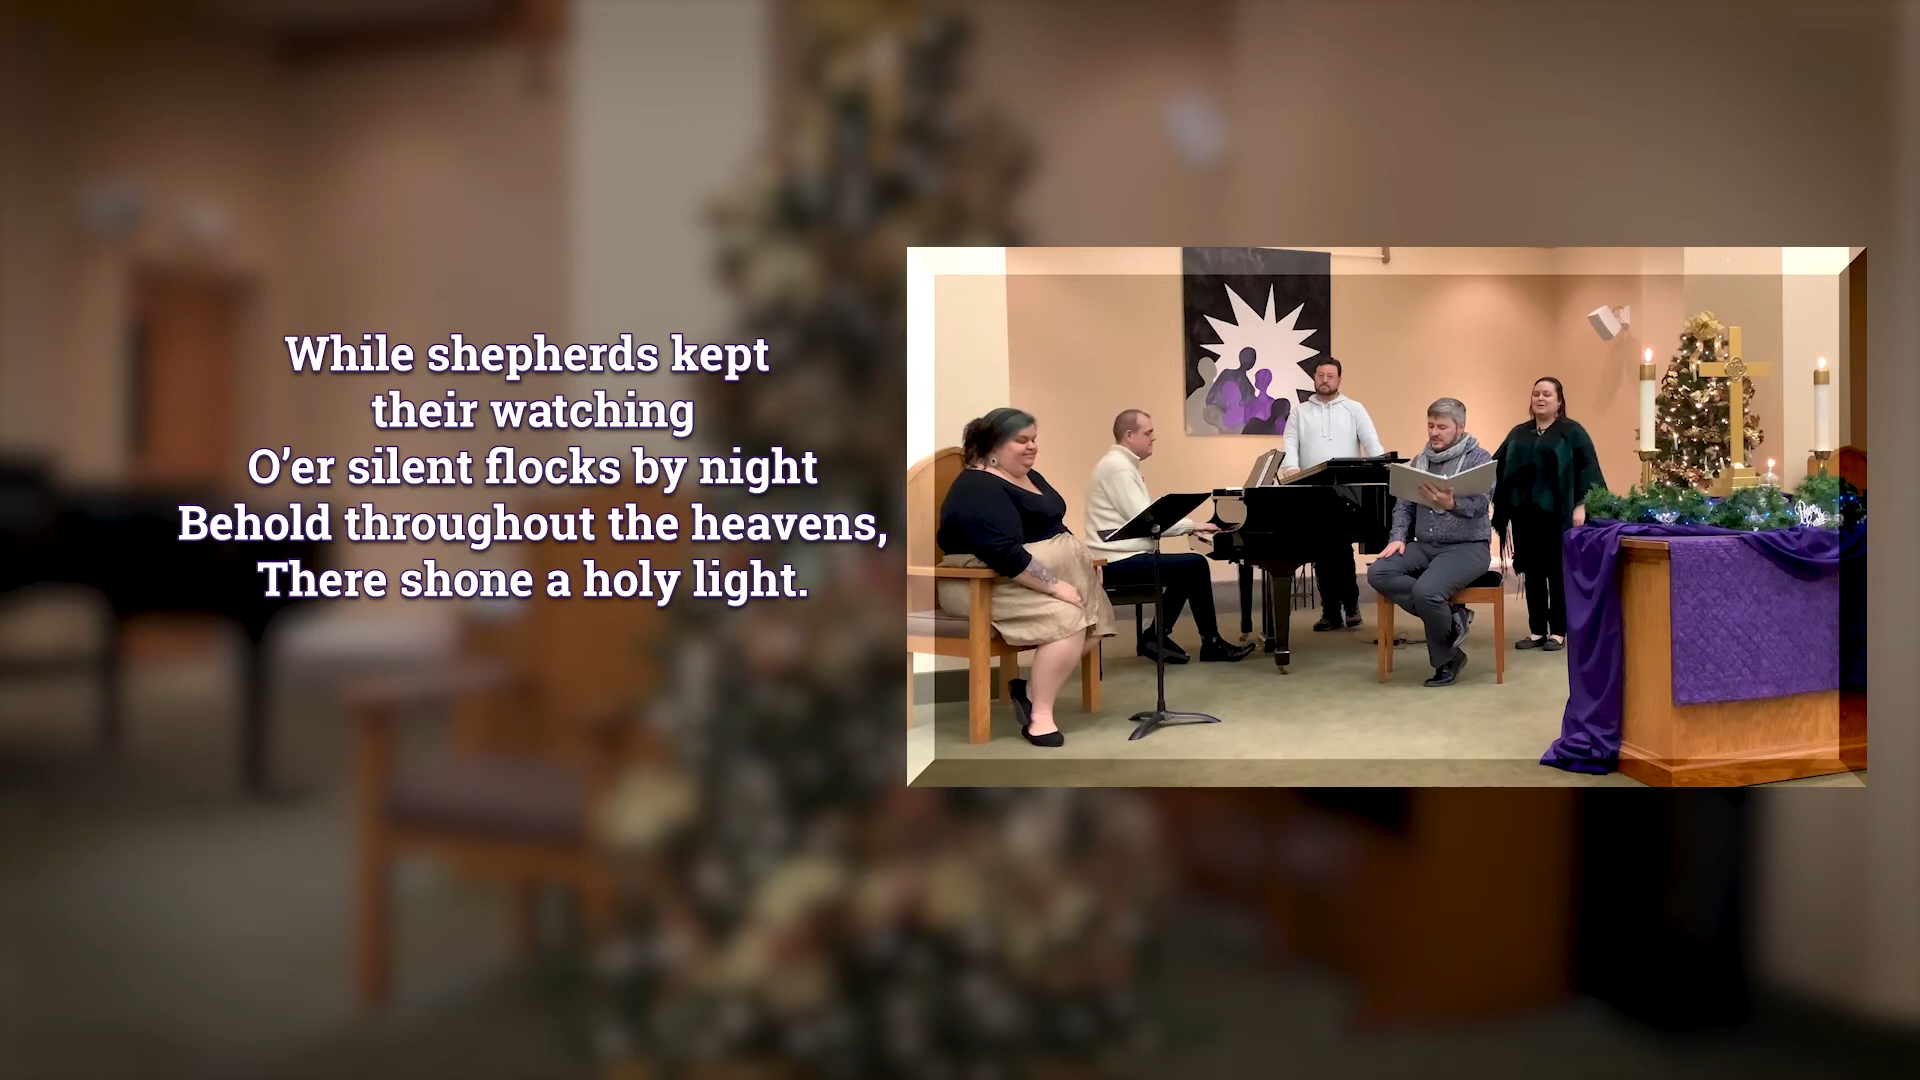 While shepherds kept
their watching
O’er silent flocks by night
Behold throughout the heavens,
There shone a holy light.